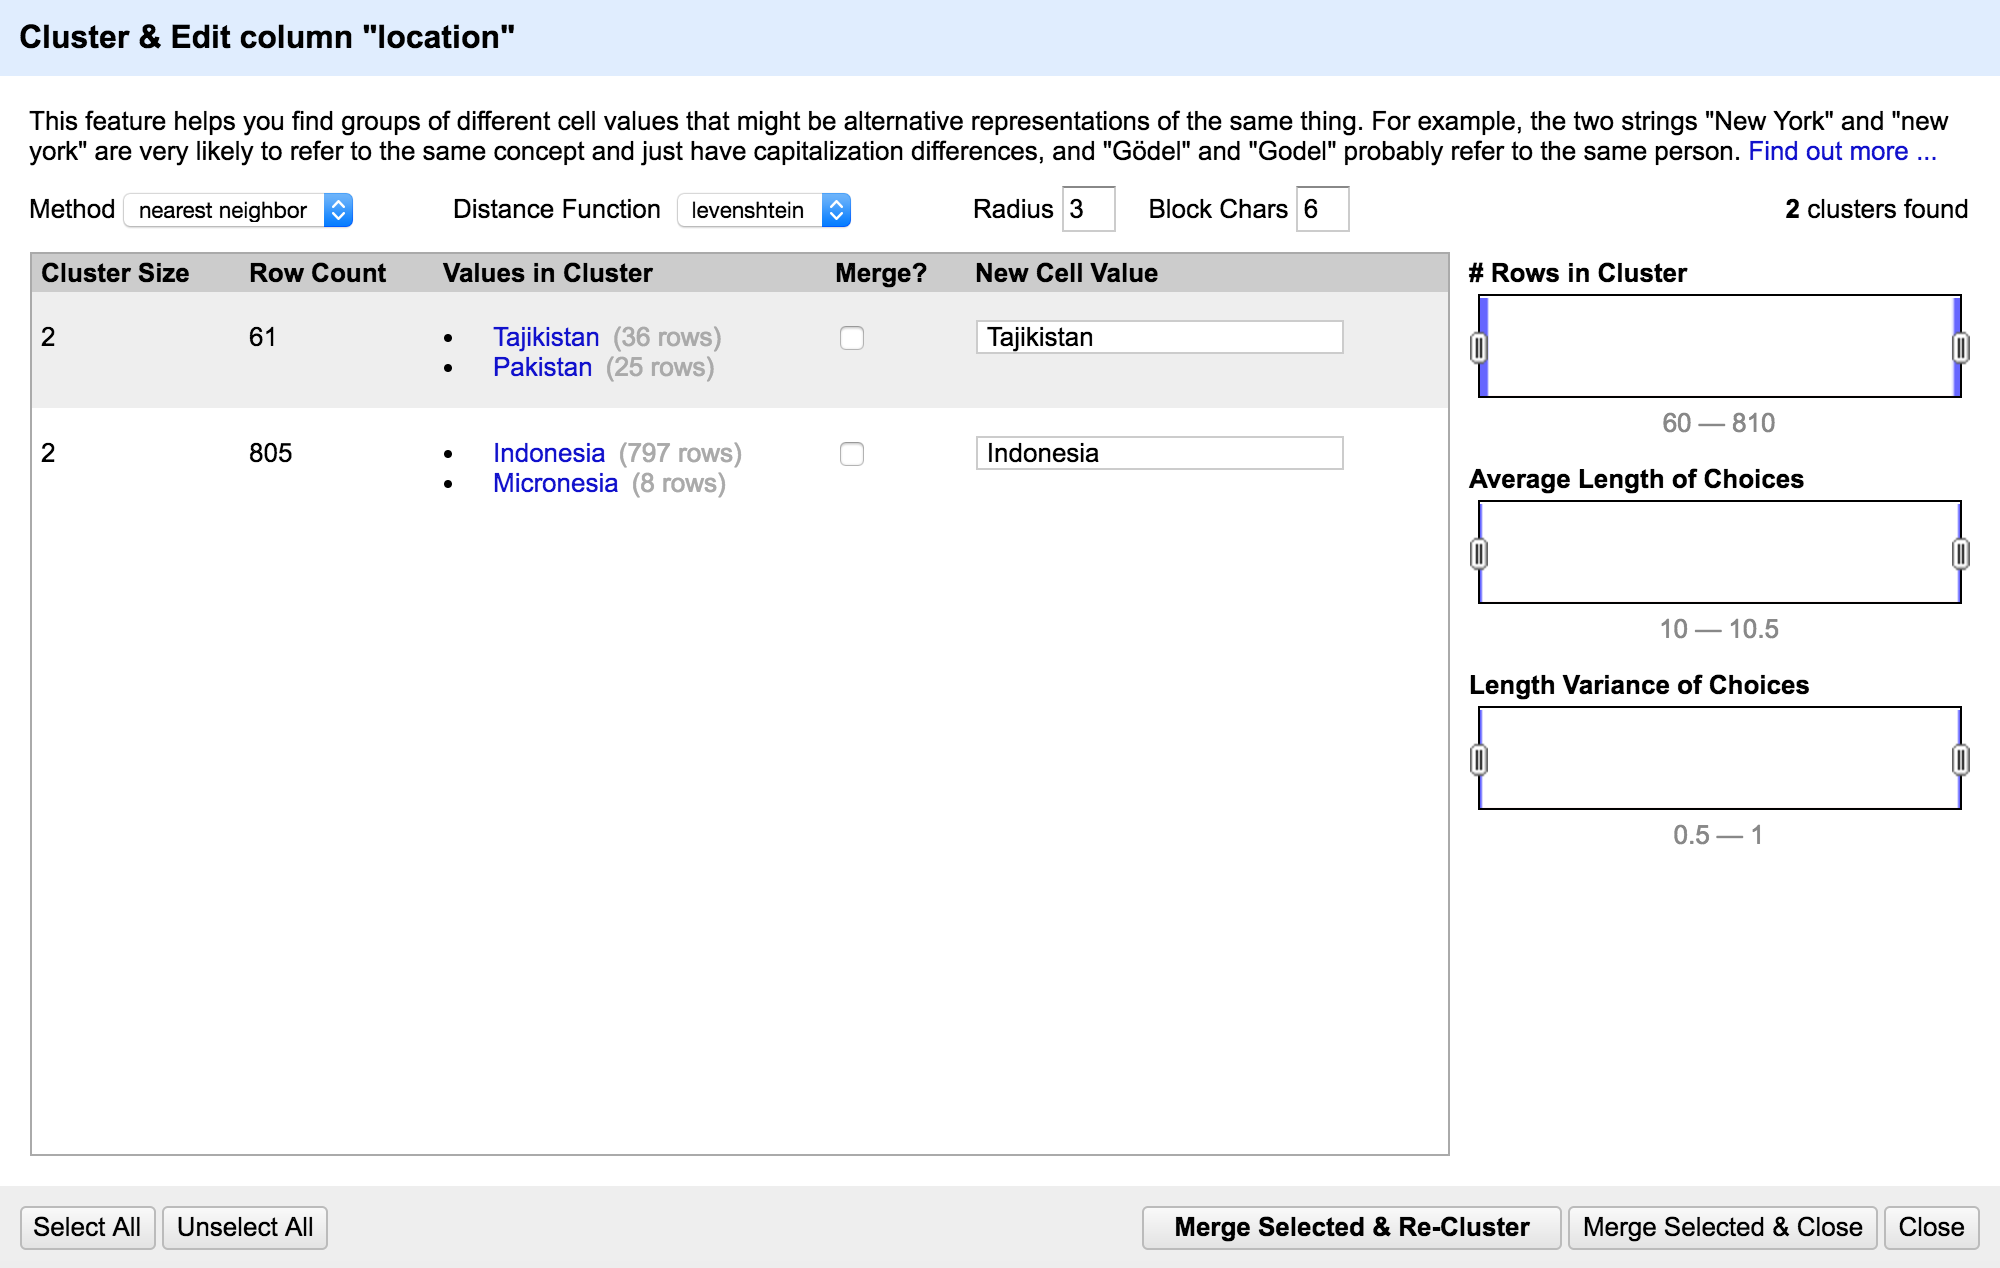 Cluster & Edit column "location"
This feature helps you find groups of different cell values that might be alternative representations of the same thing. For example, the two strings "New York" and "new
york" are very likely to refer to the same concept and just have capitalization differences, and "Gödel" and "Godel" probably refer to the same person. Find out more ...
Method nearest neighbor Distance Function levenshtein Radius 3 Block Chars 6 2 clusters found
Cluster Size Row Count Values in Cluster Merge? New Cell Value
2 61 • Tajikistan (36 rows) Tajikistan
• Pakistan (25 rows)
2 805 • Indonesia (797 rows) Indonesia
• Micronesia (8 rows)
# Rows in Cluster
60 — 810
Average Length of Choices
10 — 10.5
Length Variance of Choices
0.5 — 1
Select All Unselect All Merge Selected & Re-Cluster Merge Selected & Close Close